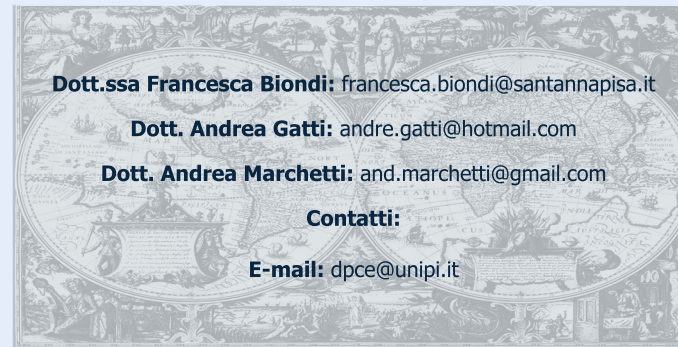 Dott.ssa Francesca Biondi: francesca.biondi@santannapisa.it
Dott. Andrea Gatti: andre.gatti@hotmail.com
Dott. Andrea Marchetti: and.marchetti@gmail.com
Contatti:
E-mail: dpce@unipi.it